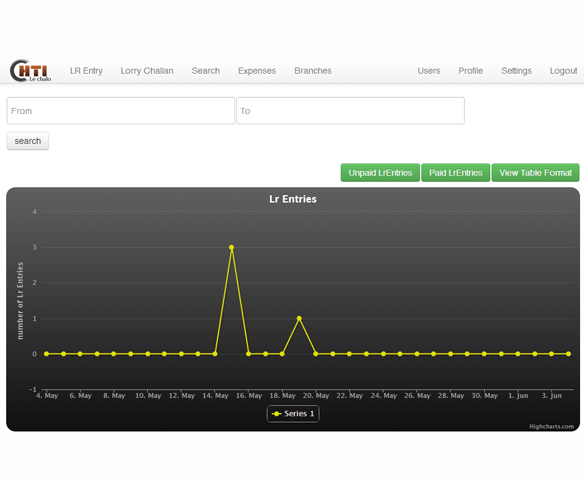 CHTI
Le chalo
LR Entry Lorry Challan Search Expenses Branches Users Profile Settings Logout
From To
search
Unpaid LrEntries Paid LrEntries View Table Format
Lr Entries
number of Lr Entries
4
3
2
1
0
-1
4. May 6. May 8. May 10. May 12. May 14. May 16. May 18. May 20. May 22. May 24. May 26. May 28. May 30. May 1. Jun 3. Jun
Series 1
Highcharts.com